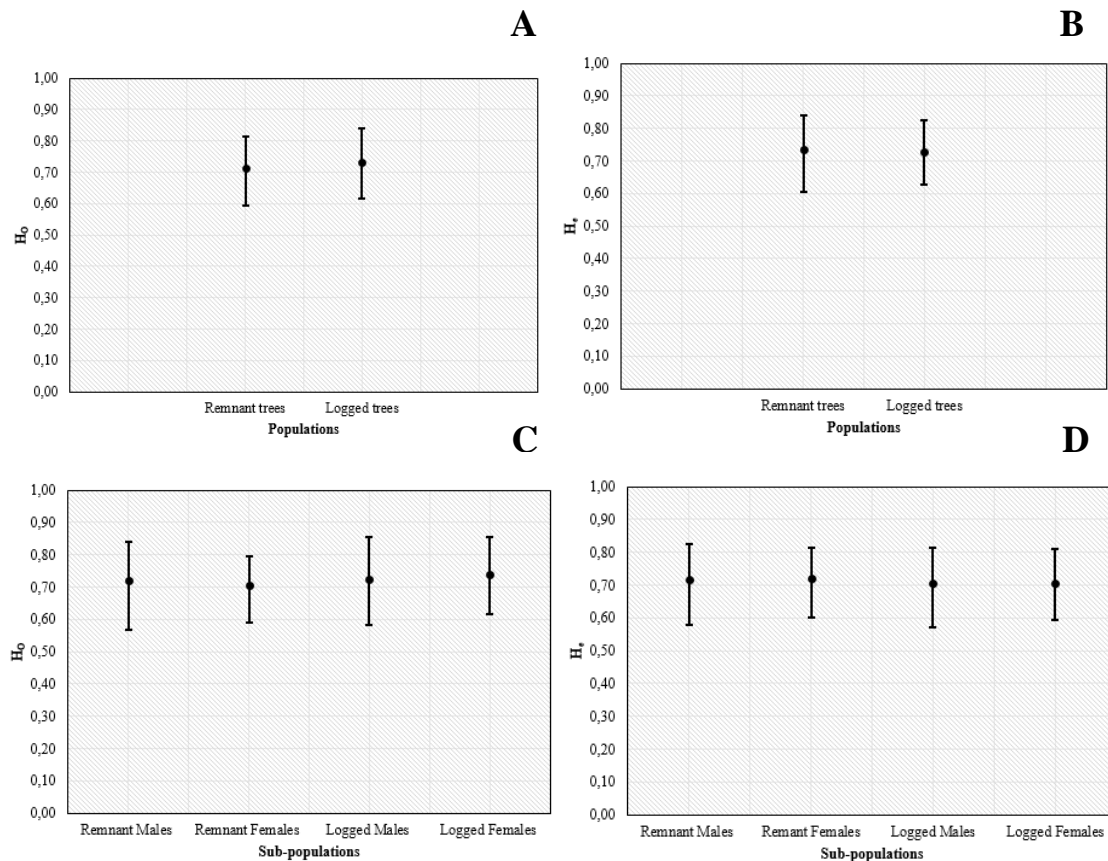 A
1,00
0,90
0,80
0,70
0,60
0,50
0,40
0,30
0,20
0,10
0,00
HO
Remnant trees Logged trees
Populations
B
1,00
0,90
0,80
0,70
0,60
0,50
0,40
0,30
0,20
0,10
0,00
He
Remnant trees Logged trees
Populations
C
1,00
0,90
0,80
0,70
0,60
0,50
0,40
0,30
0,20
0,10
0,00
HO
Remnant Males Remnant Females Logged Males Logged Females
Sub-populations
D
1,00
0,90
0,80
0,70
0,60
0,50
0,40
0,30
0,20
0,10
0,00
He
Remnant Males Remant Females Logged Males Logged Females
Sub-populations